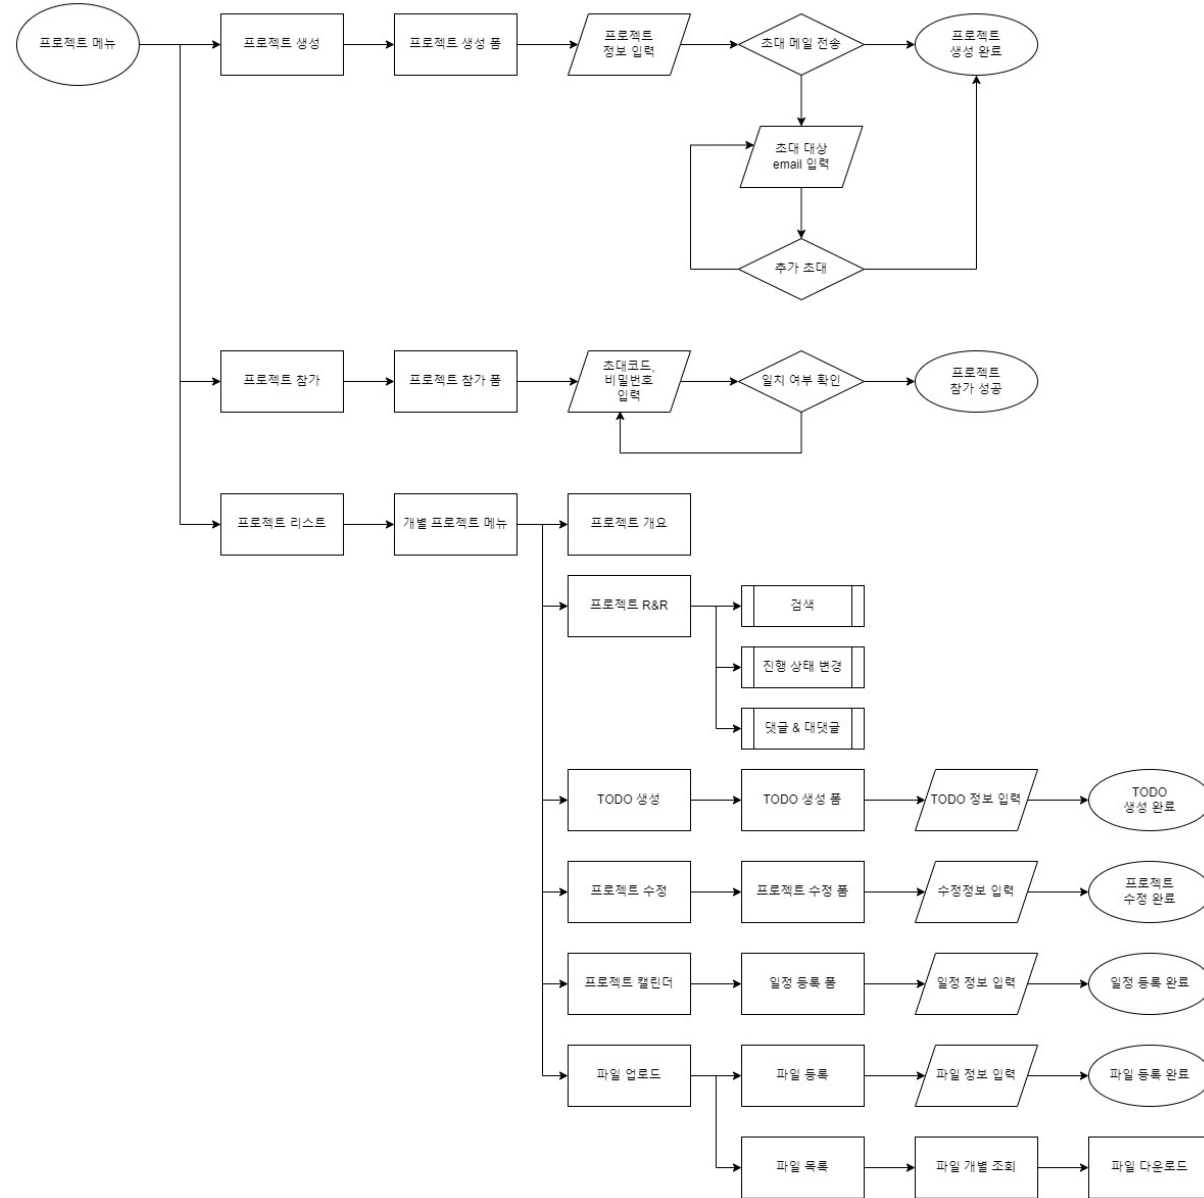 프로젝트 메뉴
프로젝트 생성
프로젝트 생성 폼
프로젝트
정보 입력
초대 메일 전송
프로젝트
생성 완료
초대 대상
email 입력
추가 초대
프로젝트 참가
프로젝트 참가 폼
초대코드,
비밀번호
입력
일치 여부 확인
프로젝트
참가 성공
프로젝트 리스트
개별 프로젝트 메뉴
프로젝트 개요
프로젝트 R&R
검색
진행 상태 변경
댓글 & 대댓글
TODO 생성
TODO 생성 폼
TODO 정보 입력
TODO
생성 완료
프로젝트 수정
프로젝트 수정 폼
수정정보 입력
프로젝트
수정 완료
프로젝트 캘린더
일정 등록 폼
일정 정보 입력
일정 등록 완료
파일 업로드
파일 등록
파일 정보 입력
파일 등록 완료
파일 목록
파일 개별 조회
파일 다운로드